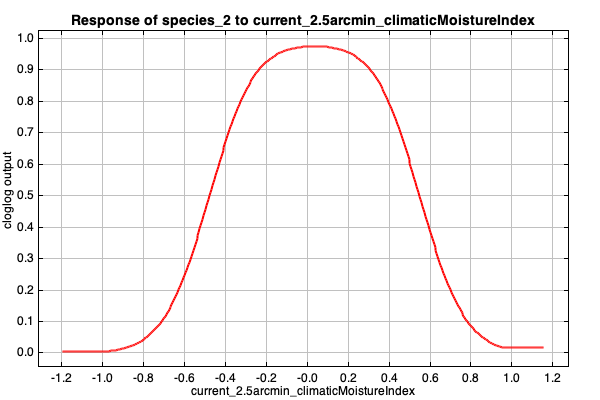 Response of species_2 to current_2.5arcmin_climaticMoistureIndex
1.0
0.9
0.8
0.7
0.6
0.5
0.4
0.3
0.2
0.1
0.0
cloglog output
-1.2 -1.0 -0.8 -0.6 -0.4 -0.2 -0.0 0.2 0.4 0.6 0.8 1.0 1.2
current_2.5arcmin_climaticMoistureIndex